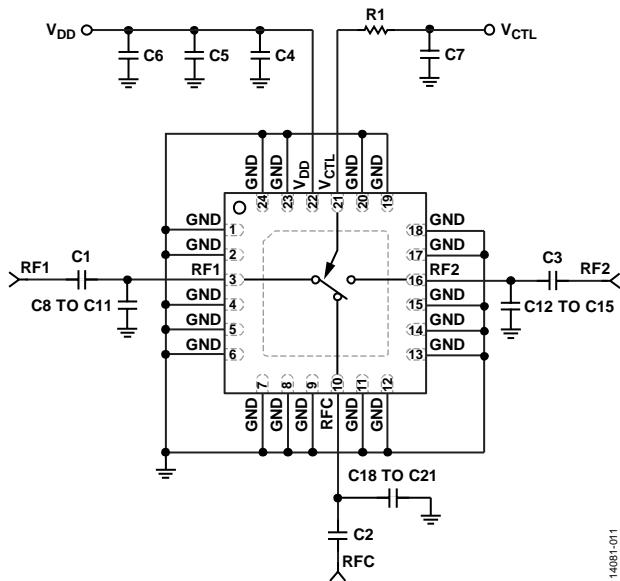 VDD
C6
C5
C4
R1
C7
VCTL
GND
GND
VDD
VCTL
GND
GND
24
23
22
21
20
19
GND
1
18
GND
GND
2
17
GND
RF1
C1
RF1
3
16
RF2
C3
RF2
C8 TO C11
GND
4
15
GND
C12 TO C15
GND
5
14
GND
GND
6
13
GND
7
8
9
10
11
12
GND
GND
GND
RFC
GND
GND
C18 TO C21
C2
RFC
14081-011